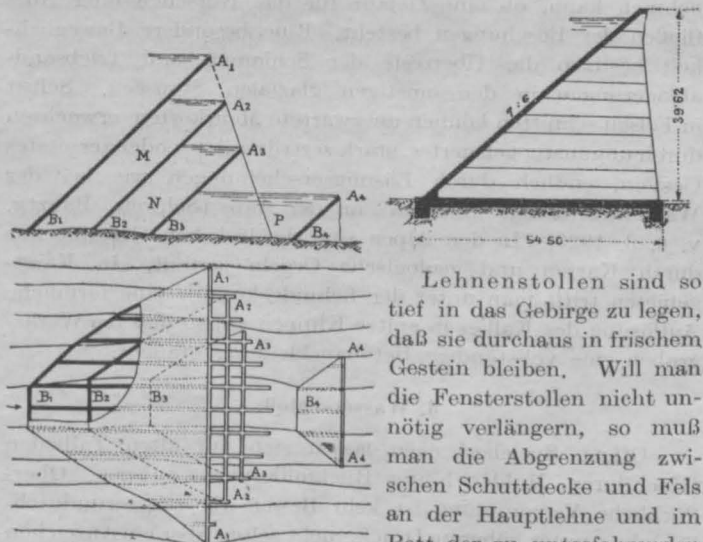 A₁
A₂
M
A₃
N
P
A₄
B₁
B₂
B₃
B₄
7:6
39·62
54·50
A₁
A₂
A₃
A₄
B₁
B₂
B₃
B₄
A₃
A₄
A₂
A₁
Lehnenstollen sind so
tief in das Gebirge zu legen,
daß sie durchaus in frischem
Gestein bleiben. Will man
die Fensterstollen nicht un-
nötig verlängern, so muß
man die Abgrenzung zwi-
schen Schuttdecke und Fels
an der Hauptlehne und im